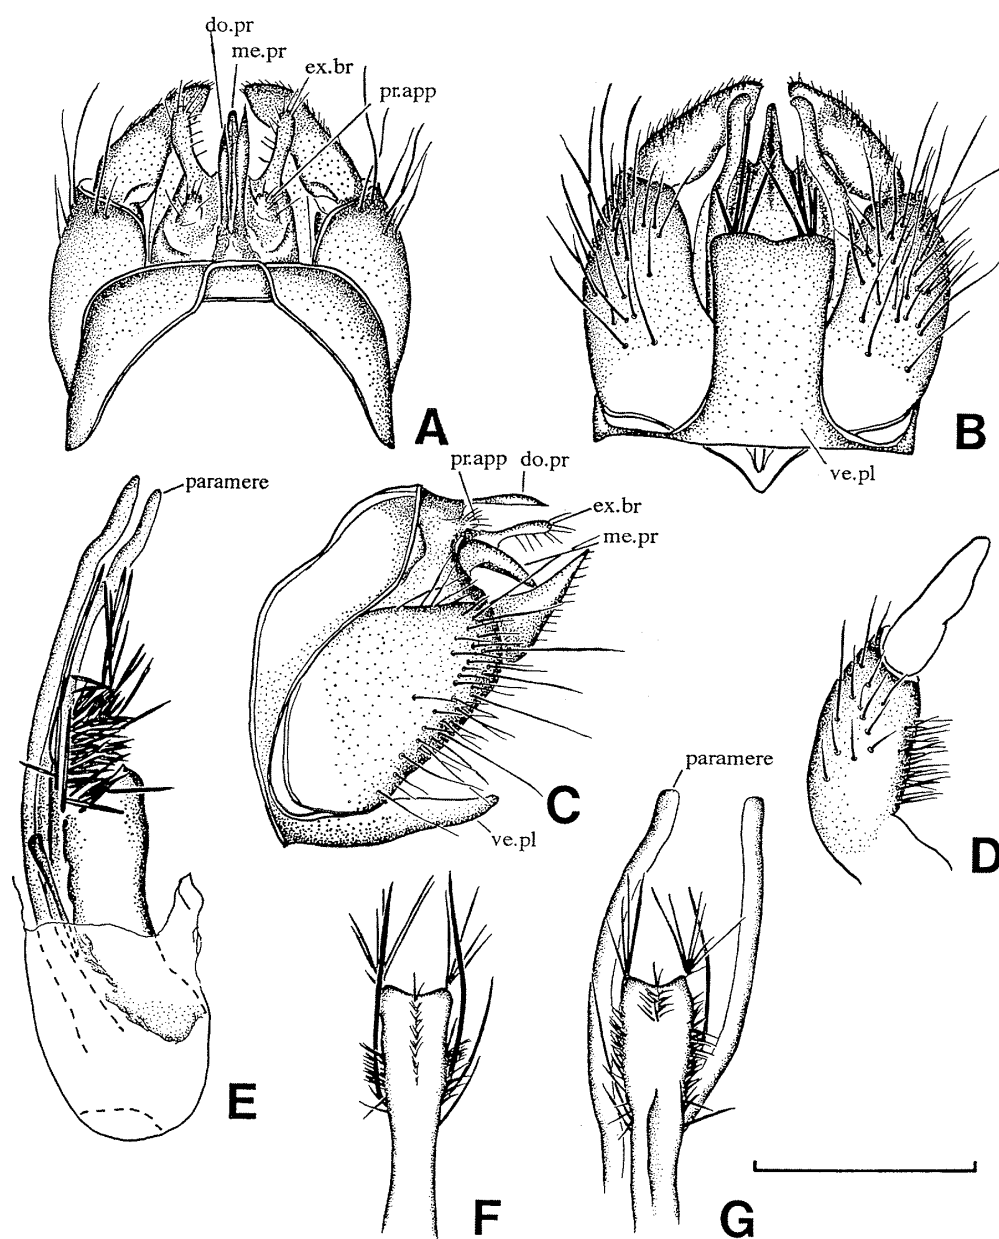 do.pr
me.pr
ex.br
pr.app
A
B
ve.pl
pr.app
do.pr
paramere
ex.br
me.pr
C
ve.pl
paramere
D
E
F
G